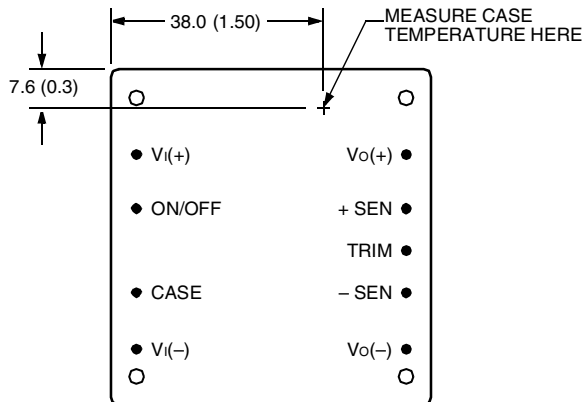 38.0 (1.50)
MEASURE CASE
TEMPERATURE HERE
7.6 (0.3)
VI(+)
VO(+)
ON/OFF
+ SEN
TRIM
CASE
– SEN
VI(–)
VO(–)